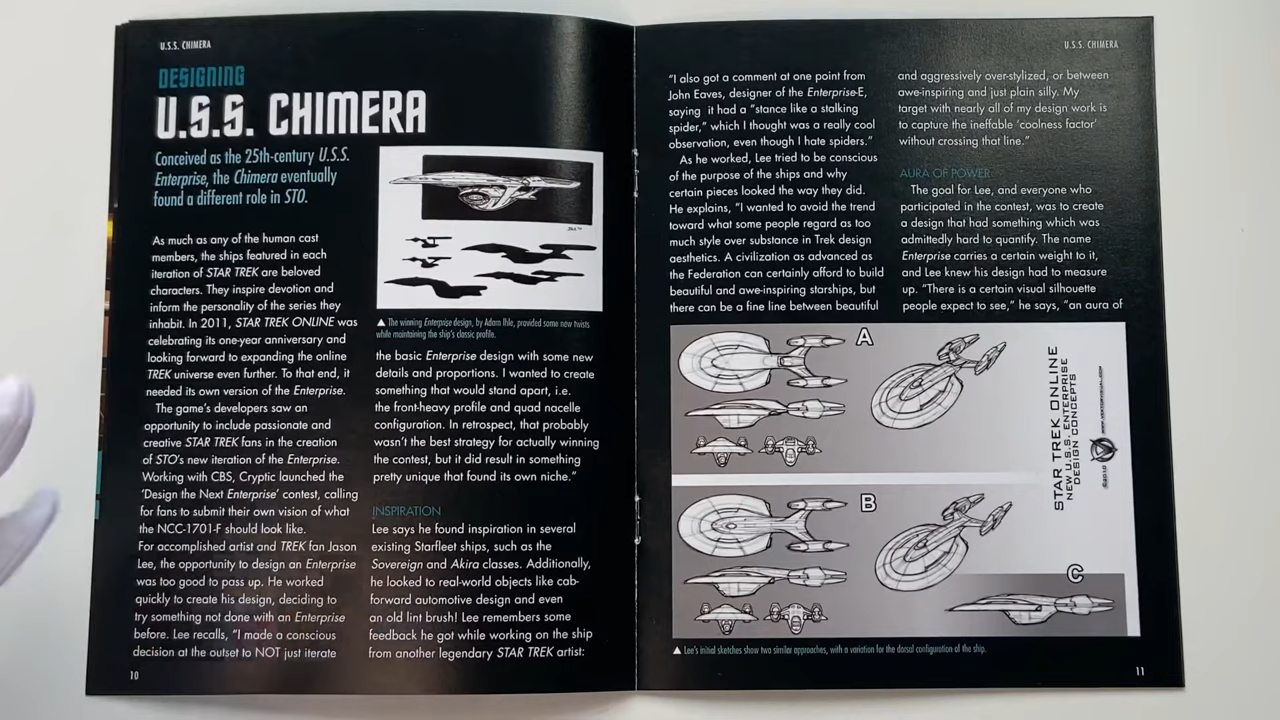 U.S.S. CHIMERA
DESIGNING
U.S.S. CHIMERA
Conceived as the 25th-century U.S.S.
Enterprise, the Chimera eventually
found a different role in STO.
As much as any of the human cast
members, the ships featured in each
iteration of STAR TREK are beloved
characters. They inspire devotion and
inform the personality of the series they
inhabit. In 2011, STAR TREK ONLINE was
celebrating its one-year anniversary and
looking forward to expanding the online
TREK universe even further. To that end, it
needed its own version of the Enterprise.
The game's developers saw an
opportunity to include passionate and
creative STAR TREK fans in the creation
of STO's new iteration of the Enterprise.
Working with CBS, Cryptic launched the
'Design the Next Enterprise' contest, calling
for fans to submit their own vision of what
the NCC-1701-F should look like.
For accomplished artist and TREK fan Jason
Lee, the opportunity to design an Enterprise
was too good to pass up. He worked
quickly to create his design, deciding to
try something not done with an Enterprise
before. Lee recalls, "I made a conscious
decision at the outset to NOT just iterate
10
▲ The winning Enterprise design, by Adam Ihle, provided some new twists
while maintaining the ship's classic profile.
the basic Enterprise design with some new
details and proportions. I wanted to create
something that would stand apart, i.e.
the front-heavy profile and quad nacelle
configuration. In retrospect, that probably
wasn't the best strategy for actually winning
the contest, but it did result in something
pretty unique that found its own niche."
INSPIRATION
Lee says he found inspiration in several
existing Starfleet ships, such as the
Sovereign and Akira classes. Additionally,
he looked to real-world objects like cab-
forward automotive design and even
an old lint brush! Lee remembers some
feedback he got while working on the ship
from another legendary STAR TREK artist:
U.S.S. CHIMERA
"I also got a comment at one point from
John Eaves, designer of the Enterprise-E,
saying it had a "stance like a stalking
spider," which I thought was a really cool
observation, even though I hate spiders."
As he worked, Lee tried to be conscious
of the purpose of the ships and why
certain pieces looked the way they did.
He explains, "I wanted to avoid the trend
toward what some people regard as too
much style over substance in Trek design
aesthetics. A civilization as advanced as
the Federation can certainly afford to build
beautiful and awe-inspiring starships, but
there can be a fine line between beautiful
and aggressively over-stylized, or between
awe-inspiring and just plain silly. My
target with nearly all of my design work is
to capture the ineffable 'coolness factor'
without crossing that line."
AURA OF POWER
The goal for Lee, and everyone who
participated in the contest, was to create
a design that had something which was
admittedly hard to quantify. The name
Enterprise carries a certain weight to it,
and Lee knew his design had to measure
up. "There is a certain visual silhouette
people expect to see," he says, "an aura of
A
B
C
STAR TREK ONLINE
NEW U.S.S. ENTERPRISE
DESIGN CONCEPTS
▲ Lee's initial sketches show two similar approaches, with a variation for the dorsal configuration of the ship.
11